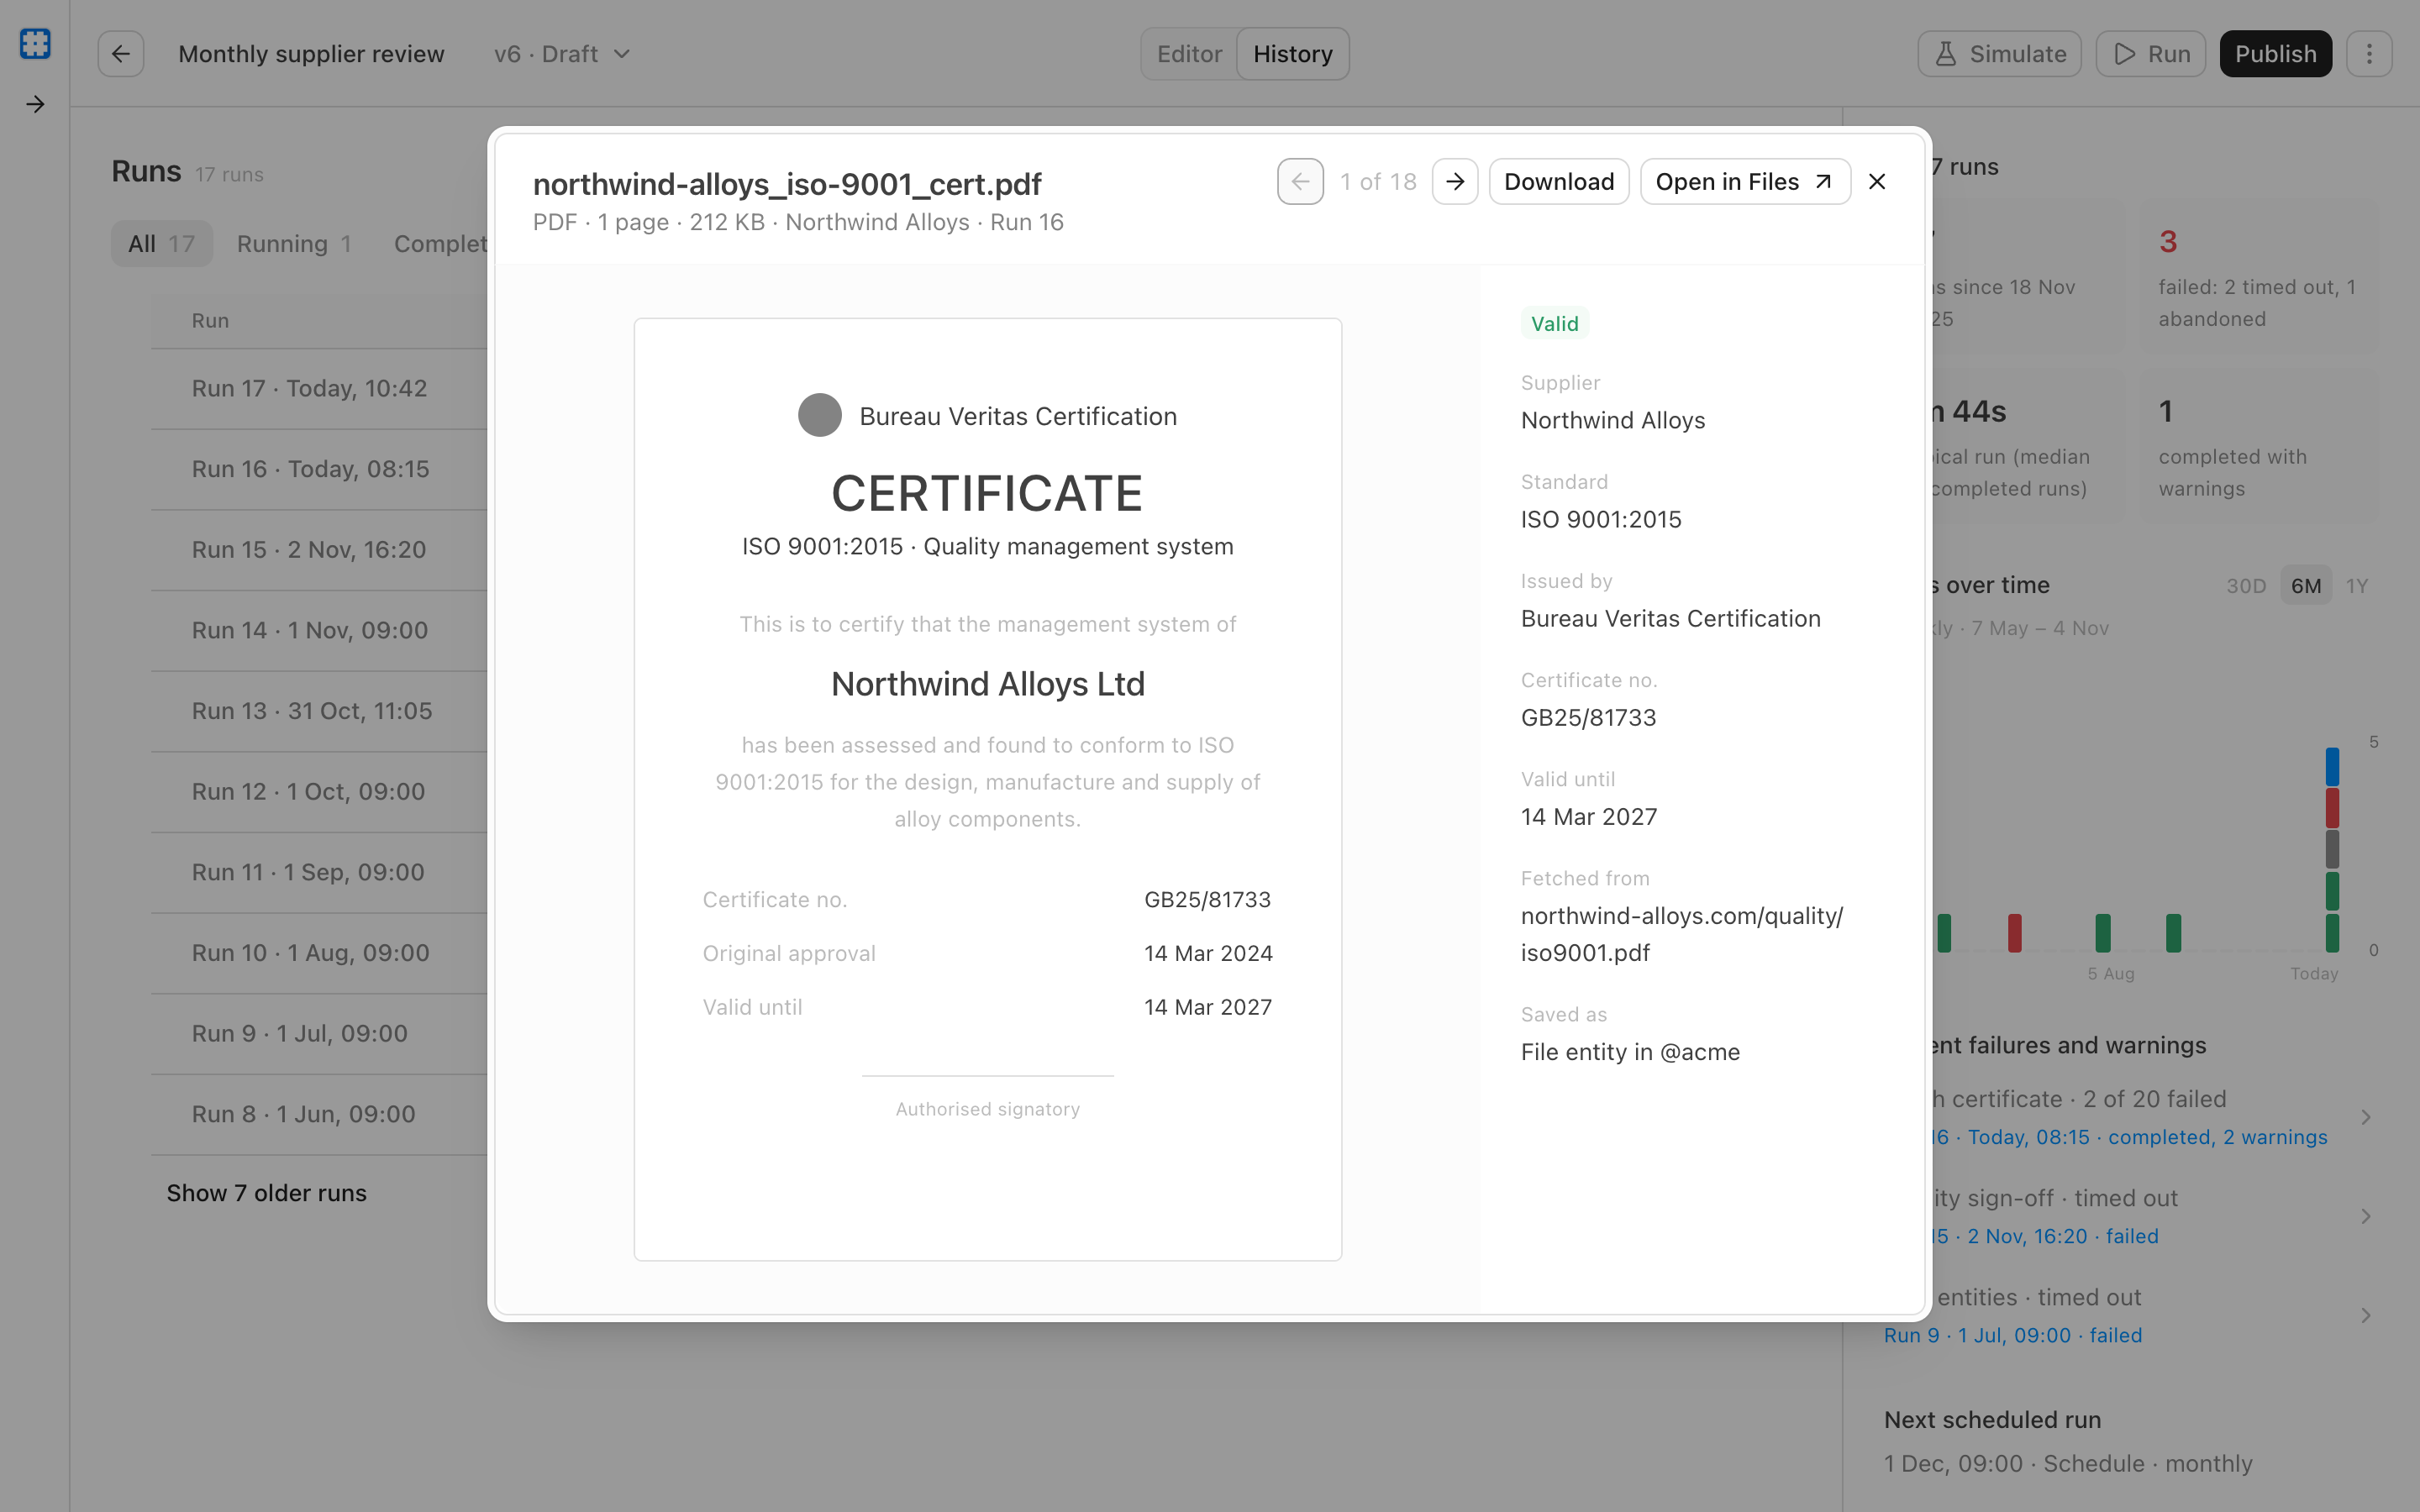 Monthly supplier review
v6 · Draft
Editor
History
Simulate
Run
Publish
Runs 17 runs
All 17
Running 1
Run
Run 17 · Today, 10:42
Run 16 · Today, 08:15
Run 15 · 2 Nov, 16:20
Run 14 · 1 Nov, 09:00
Run 13 · 31 Oct, 11:05
Run 12 · 1 Oct, 09:00
Run 11 · 1 Sep, 09:00
Run 10 · 1 Aug, 09:00
Run 9 · 1 Jul, 09:00
Run 8 · 1 Jun, 09:00
Show 7 older runs
northwind-alloys_iso-9001_cert.pdf
PDF · 1 page · 212 KB · Northwind Alloys · Run 16
1 of 18
Download
Open in Files
Bureau Veritas Certification
CERTIFICATE
ISO 9001:2015 · Quality management system
This is to certify that the management system of
Northwind Alloys Ltd
has been assessed and found to conform to ISO
9001:2015 for the design, manufacture and supply of
alloy components.
Certificate no. GB25/81733
Original approval 14 Mar 2024
Valid until 14 Mar 2027
Authorised signatory
Valid
Supplier
Northwind Alloys
Standard
ISO 9001:2015
Issued by
Bureau Veritas Certification
Certificate no.
GB25/81733
Valid until
14 Mar 2027
Fetched from
northwind-alloys.com/quality/
iso9001.pdf
Saved as
File entity in @acme
7 runs
since 18 Nov
25
3
failed: 2 timed out, 1
abandoned
44s
(median
completed runs)
1
completed with
warnings
over time
30D
6M
1Y
· 7 May – 4 Nov
5
0
5 Aug
Today
failures and warnings
certificate · 2 of 20 failed
16 · Today, 08:15 · completed, 2 warnings
sign-off · timed out
15 · 2 Nov, 16:20 · failed
entities · timed out
Run 9 · 1 Jul, 09:00 · failed
Next scheduled run
1 Dec, 09:00 · Schedule · monthly